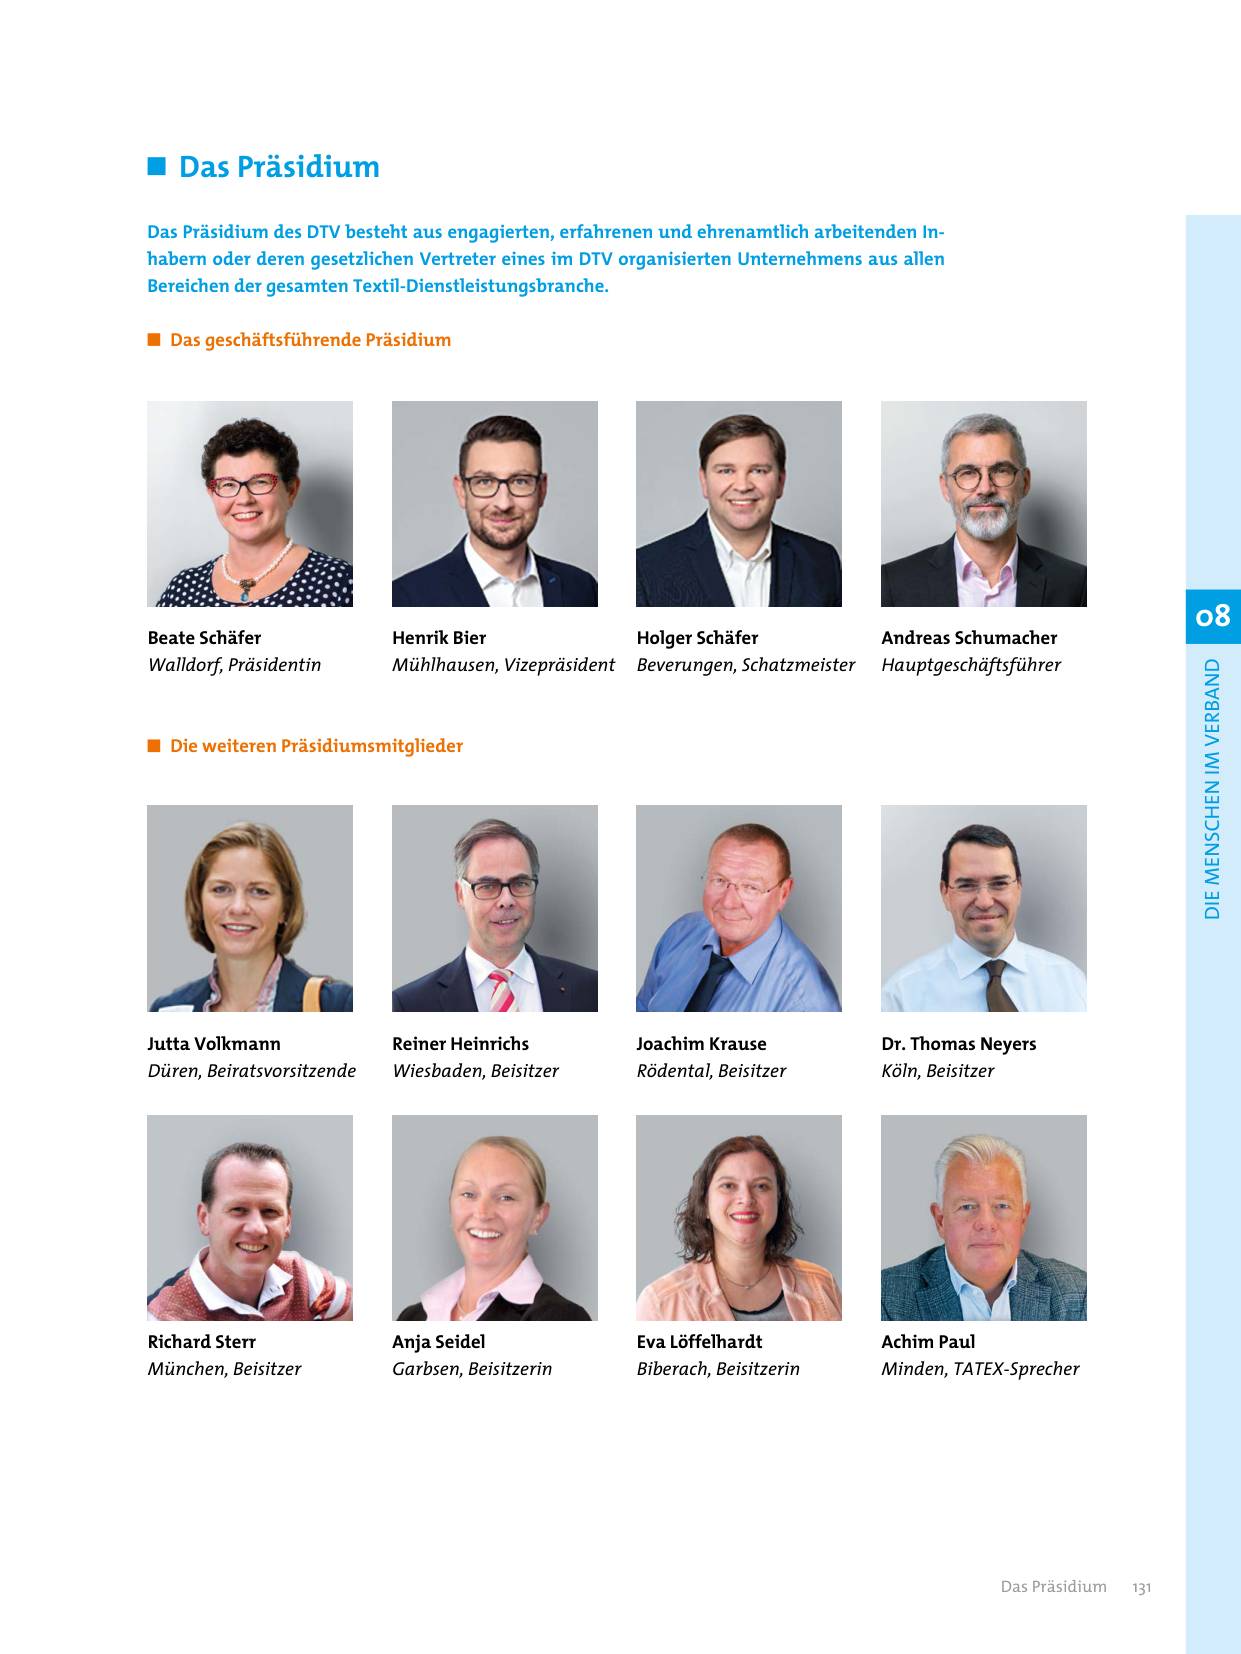 Das Präsidium
Das Präsidium des DTV besteht aus engagierten, erfahrenen und ehrenamtlich arbeitenden In-
habern oder deren gesetzlichen Vertreter eines im DTV organisierten Unternehmens aus allen
Bereichen der gesamten Textil-Dienstleistungsbranche.
Das geschäftsführende Präsidium
Beate Schäfer
Walldorf, Präsidentin
Henrik Bier
Mühlhausen, Vizepräsident
Holger Schäfer
Beverungen, Schatzmeister
Andreas Schumacher
Hauptgeschäftsführer
Die weiteren Präsidiumsmitglieder
Jutta Volkmann
Düren, Beiratsvorsitzende
Reiner Heinrichs
Wiesbaden, Beisitzer
Joachim Krause
Rödental, Beisitzer
Dr. Thomas Neyers
Köln, Beisitzer
Richard Sterr
München, Beisitzer
Anja Seidel
Garbsen, Beisitzerin
Eva Löffelhardt
Biberach, Beisitzerin
Achim Paul
Minden, TATEX-Sprecher
08
DIE MENSCHEN IM VERBAND
Das Präsidium 131